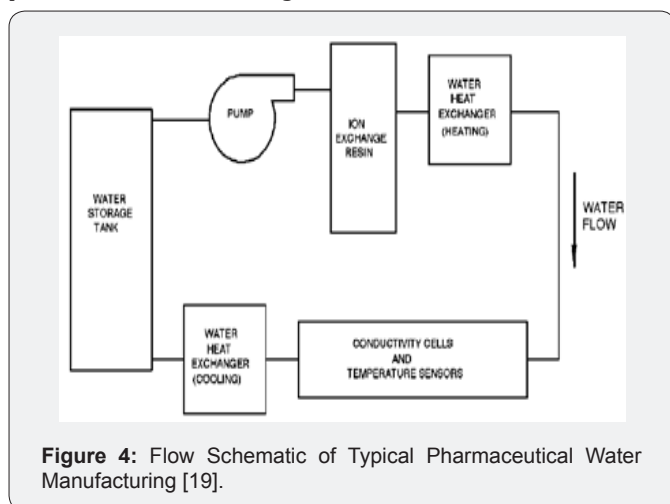 PUMP
ION
EXCHANGE
RESIN
WATER
HEAT
EXCHANGER
(HEATING)
WATER
STORAGE
TANK
WATER
FLOW
WATER
HEAT
EXCHANGER
(COOLING)
CONDUCTIVITY CELLS
AND
TEMPERATURE SENSORS
Figure 4: Flow Schematic of Typical Pharmaceutical Water
Manufacturing [19].